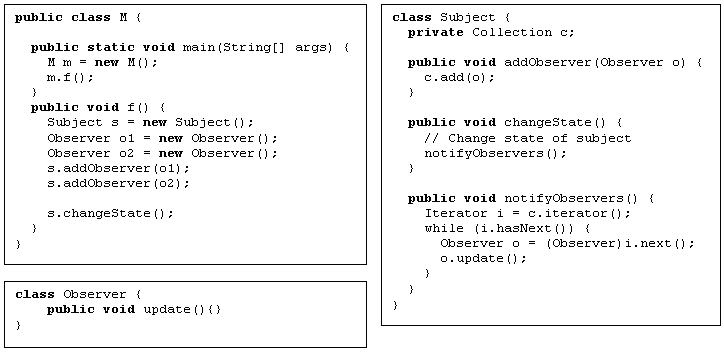 public class M {
public static void main(String[] args) {
M m = new M();
m.f();
}
public void f() {
Subject s = new Subject();
Observer o1 = new Observer();
Observer o2 = new Observer();
s.addObserver(o1);
s.addObserver(o2);
s.changeState();
}
}
class Observer {
public void update(){}
}
class Subject {
private Collection c;
public void addObserver(Observer o) {
c.add(o);
}
public void changeState() {
// Change state of subject
notifyObservers();
}
public void notifyObservers() {
Iterator i = c.iterator();
while (i.hasNext()) {
Observer o = (Observer)i.next();
o.update();
}
}
}